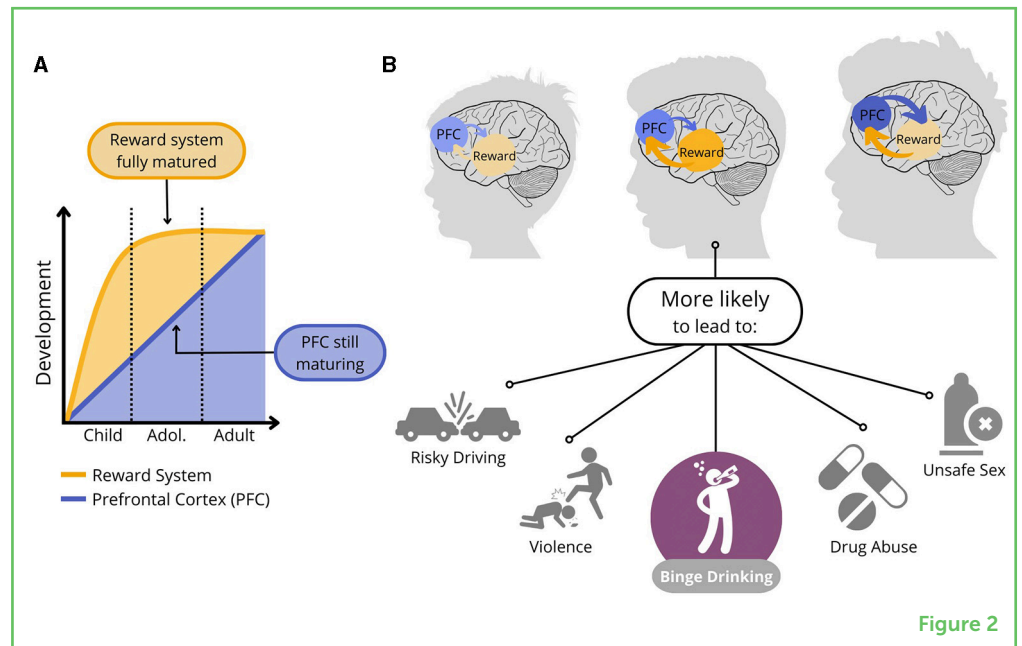 A
Reward system
fully matured
Development
PFC still
maturing
Child Adol. Adult
Reward System
Prefrontal Cortex (PFC)
B
PFC
Reward
PFC
Reward
PFC
Reward
More likely
to lead to:
Risky Driving
Violence
Binge Drinking
Drug Abuse
Unsafe Sex
Figure 2